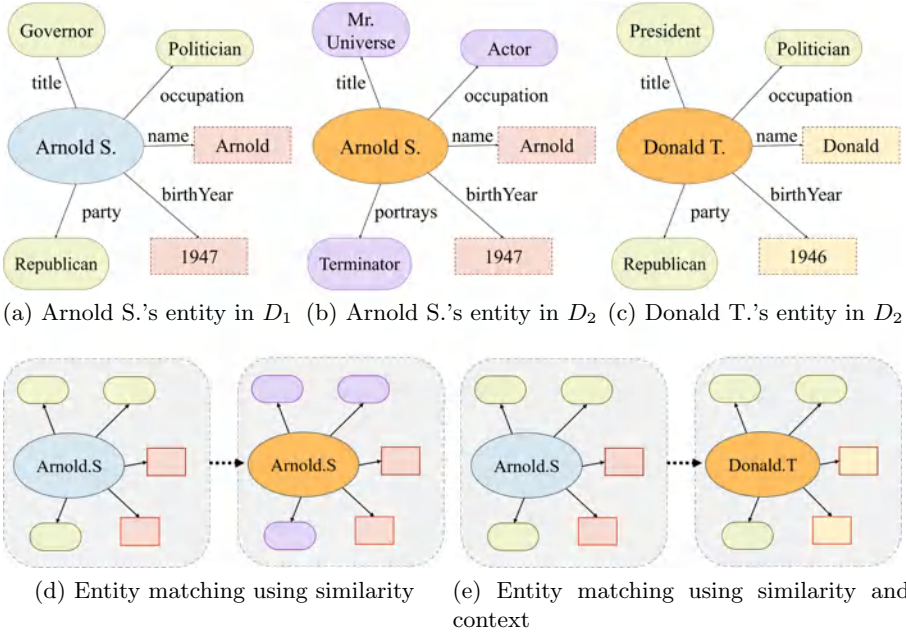 Governor
Politician
title
occupation
Arnold S.
name
Arnold
birthYear
party
Republican
1947
(a) Arnold S.'s entity in D1
Mr.
Universe
Actor
title
occupation
Arnold S.
name
Arnold
birthYear
portrays
Terminator
1947
(b) Arnold S.'s entity in D2
President
Politician
title
occupation
Donald T.
name
Donald
birthYear
party
Republican
1946
(c) Donald T.'s entity in D2
Arnold.S
Arnold.S
(d) Entity matching using similarity
Arnold.S
Donald.T
(e) Entity matching using similarity and
context